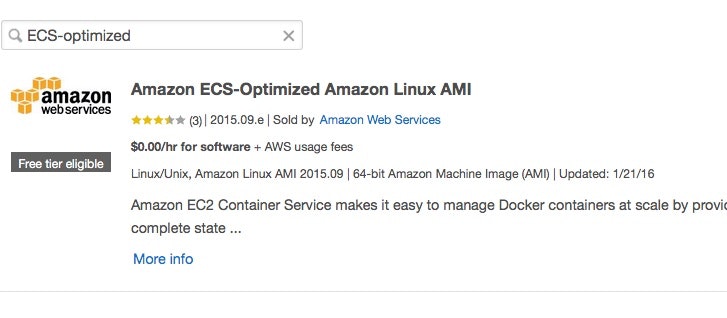 ECS-optimized
Amazon ECS-Optimized Amazon Linux AMI
amazon
web services
(3) | 2015.09.e | Sold by Amazon Web Services
Free tier eligible
$0.00/hr for software + AWS usage fees
Linux/Unix, Amazon Linux AMI 2015.09 | 64-bit Amazon Machine Image (AMI) | Updated: 1/21/16
Amazon EC2 Container Service makes it easy to manage Docker containers at scale by provid
complete state ...
More info